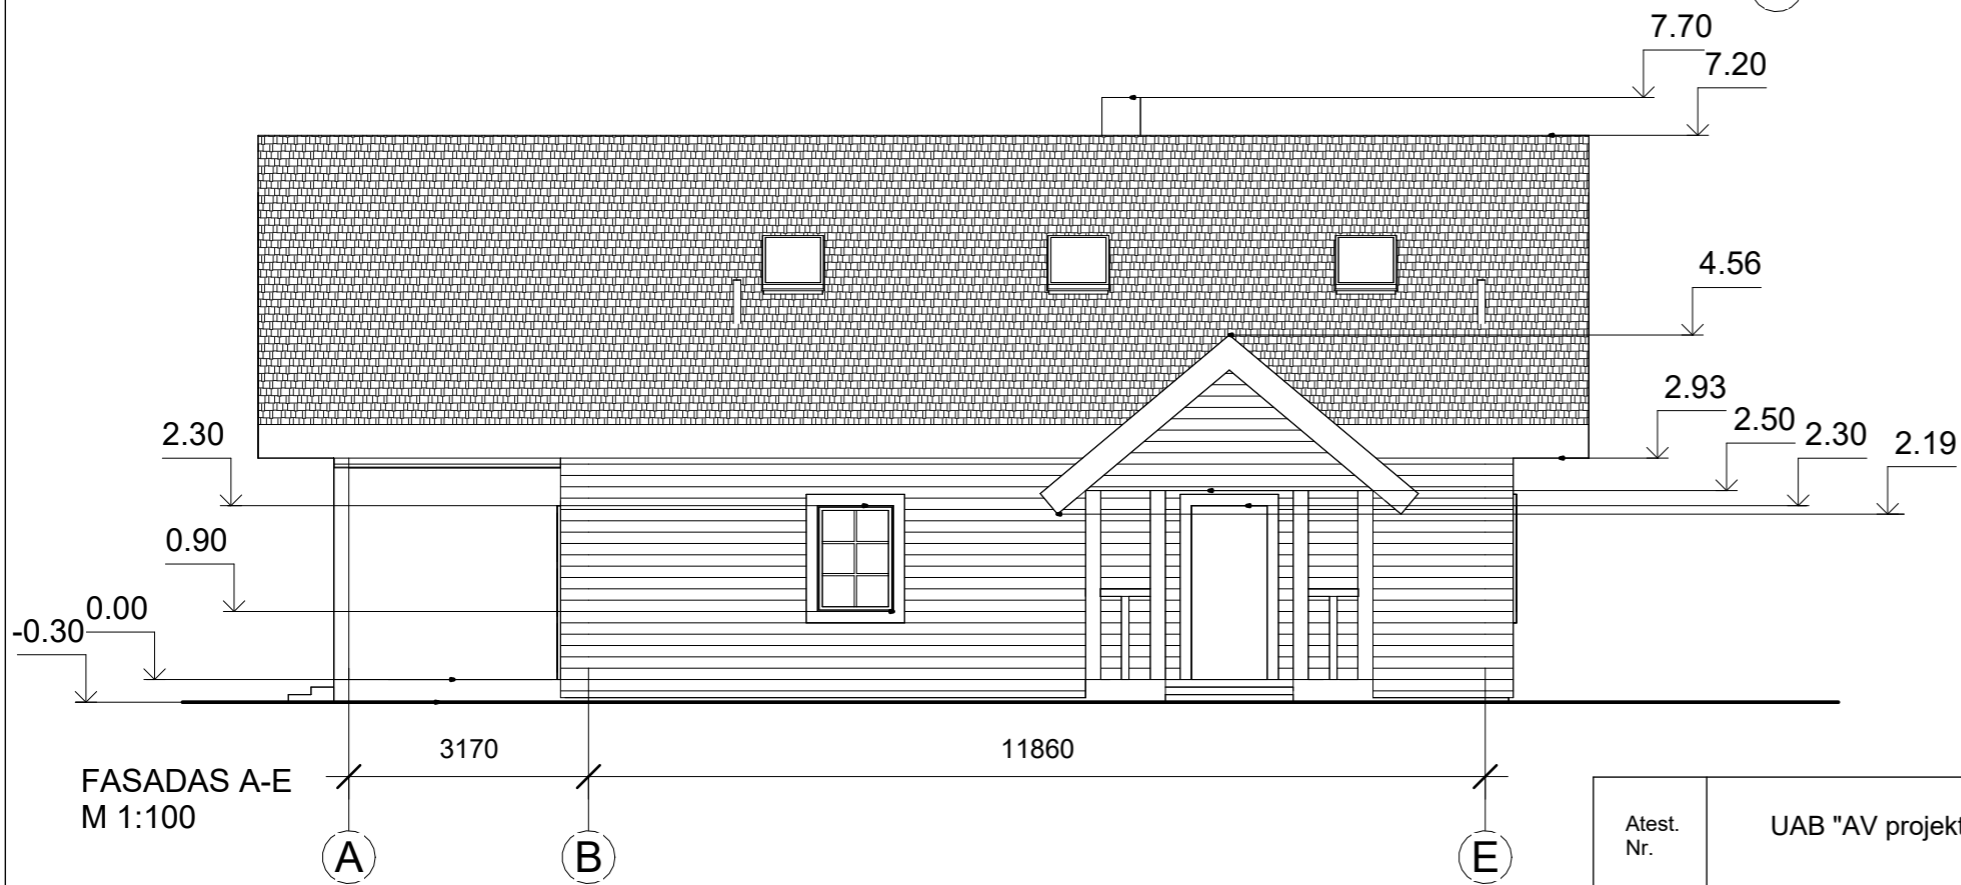 7.70
7.20
4.56
2.93
2.50
2.30
2.19
2.30
0.90
0.00
-0.30
3170
11860
FASADAS A-E
M 1:100
A
B
E
Atest.
Nr.
UAB "AV projekt